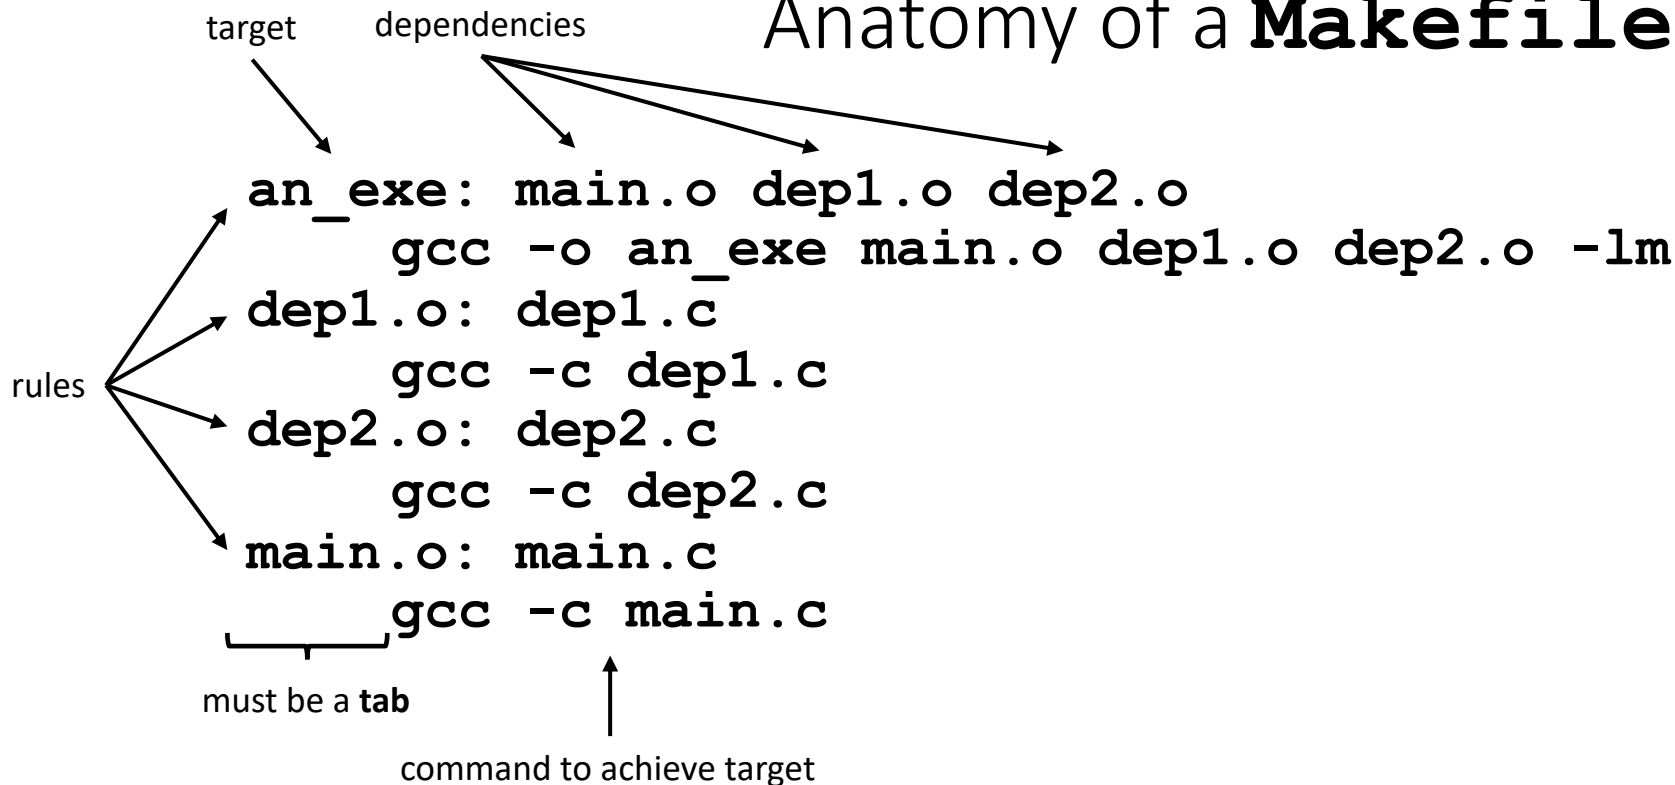 Anatomy of a Makefile
target
dependencies
an_exe: main.o dep1.o dep2.o
gcc -o an_exe main.o dep1.o dep2.o -lm
dep1.o: dep1.c
gcc -c dep1.c
rules
dep2.o: dep2.c
gcc -c dep2.c
main.o: main.c
gcc -c main.c
must be a tab
command to achieve target